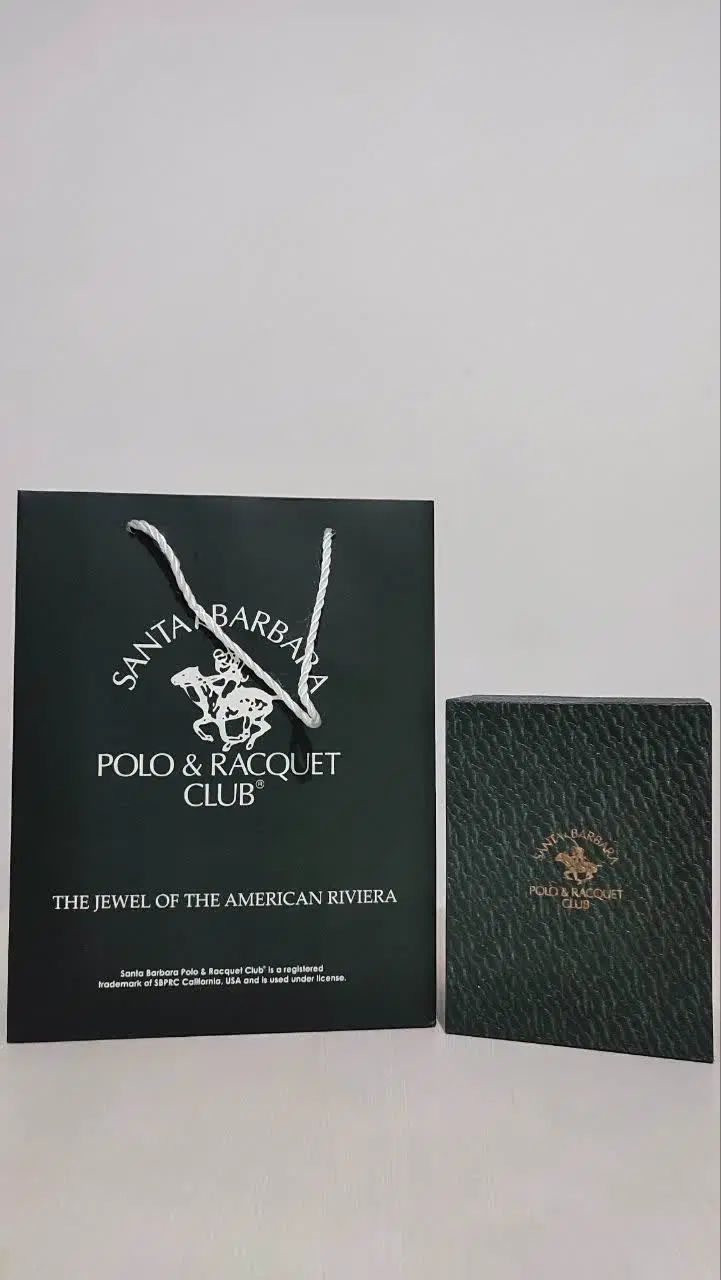 SANTA BARBARA
POLO & RACQUET
CLUB®
THE JEWEL OF THE AMERICAN RIVIERA
Santa Barbara Polo & Racquet Club® is a registered
trademark of SBPRC California, USA and is used under license.
SANTA BARBARA
POLO & RACQUET
CLUB